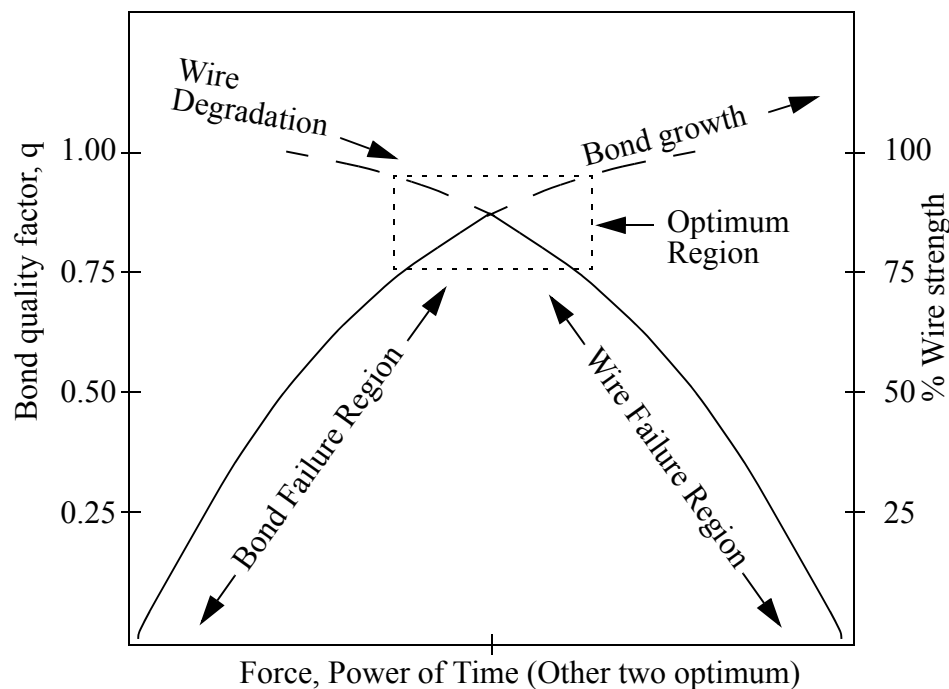 Wire
Degradation
Bond growth
Optimum
Region
Bond quality factor, q
1.00
0.75
0.50
0.25
100
75
50
25
% Wire strength
Bond Failure Region
Wire Failure Region
Force, Power of Time (Other two optimum)